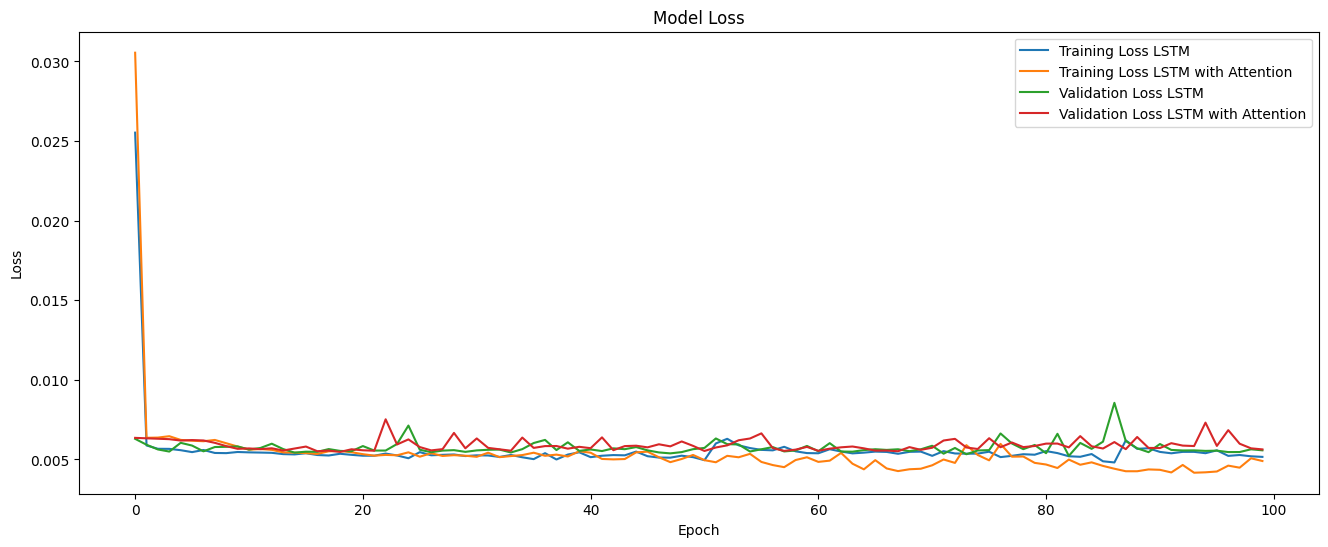 Model Loss
Training Loss LSTM
Training Loss LSTM with Attention
Validation Loss LSTM
Validation Loss LSTM with Attention
0.030
0.025
0.020
0.015
0.010
0.005
Loss
0 20 40 60 80 100
Epoch